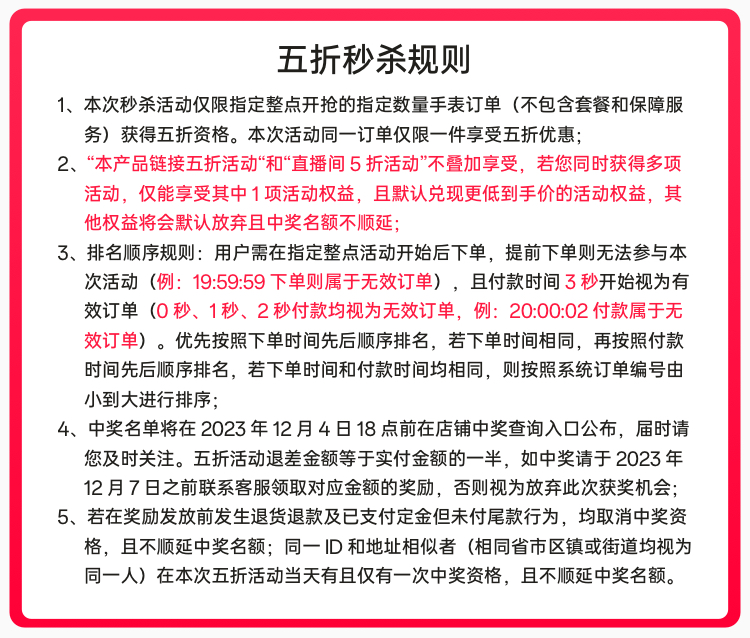 五折秒杀规则
1、本次秒杀活动仅限指定整点开抢的指定数量手表订单（不包含套餐和保障服
务）获得五折资格。本次活动同一订单仅限一件享受五折优惠；
2、“本产品链接五折活动“和“直播间 5 折活动”不叠加享受，若您同时获得多项
活动，仅能享受其中 1 项活动权益，且默认兑现更低到手价的活动权益，其
他权益将会默认放弃且中奖名额不顺延；
3、排名顺序规则：用户需在指定整点活动开始后下单，提前下单则无法参与本
次活动（例：19:59:59 下单则属于无效订单），且付款时间 3 秒开始视为有
效订单（0 秒、1 秒、2 秒付款均视为无效订单，例：20:00:02 付款属于无
效订单）。优先按照下单时间先后顺序排名，若下单时间相同，再按照付款
时间先后顺序排名，若下单时间和付款时间均相同，则按照系统订单编号由
小到大进行排序；
4、中奖名单将在 2023 年 12 月 4 日 18 点前在店铺中奖查询入口公布，届时请
您及时关注。五折活动退差金额等于实付金额的一半，如中奖请于 2023 年
12 月 7 日之前联系客服领取对应金额的奖励，否则视为放弃此次获奖机会；
5、若在奖励发放前发生退货退款及已支付定金但未付尾款行为，均取消中奖资
格，且不顺延中奖名额；同一 ID 和地址相似者（相同省市区镇或街道均视为
同一人）在本次五折活动当天有且仅有一次中奖资格，且不顺延中奖名额。